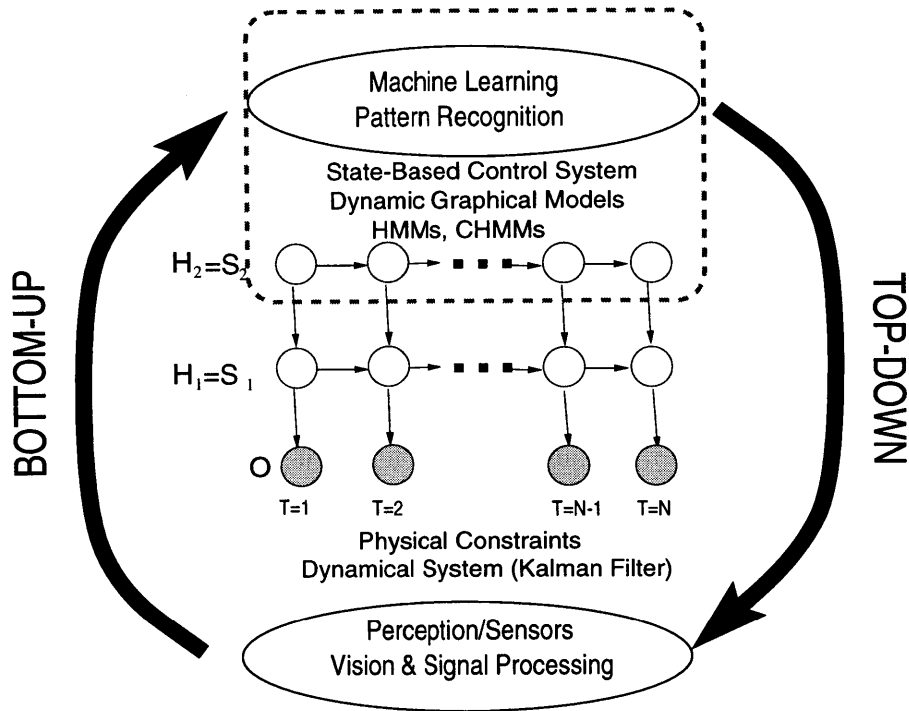 Machine Learning
Pattern Recognition
State-Based Control System
Dynamic Graphical Models
HMMs, CHMMs
H₂=S₂
BOTTOM-UP
TOP-DOWN
H₁=S₁
O
T=1 T=2 T=N-1 T=N
Physical Constraints
Dynamical System (Kalman Filter)
Perception/Sensors
Vision & Signal Processing